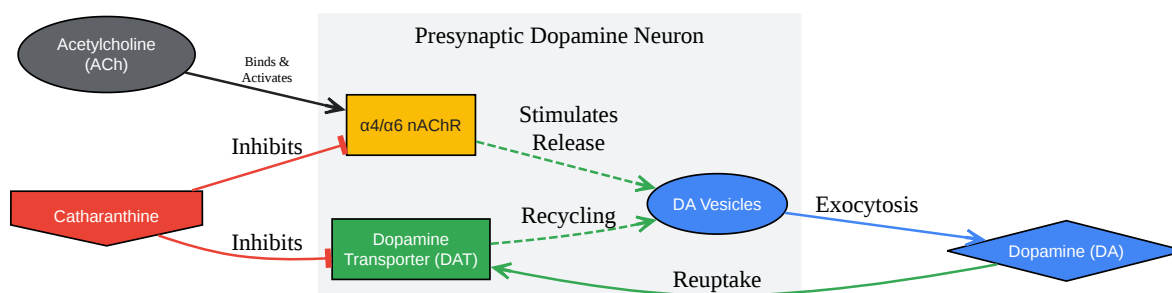 Presynaptic Dopamine Neuron
Acetylcholine
(ACh)
Binds &
Activates
α4/α6 nAChR
Stimulates
Release
Inhibits
Catharanthine
Inhibits
Dopamine
Transporter (DAT)
Recycling
DA Vesicles
Exocytosis
Dopamine (DA)
Reuptake